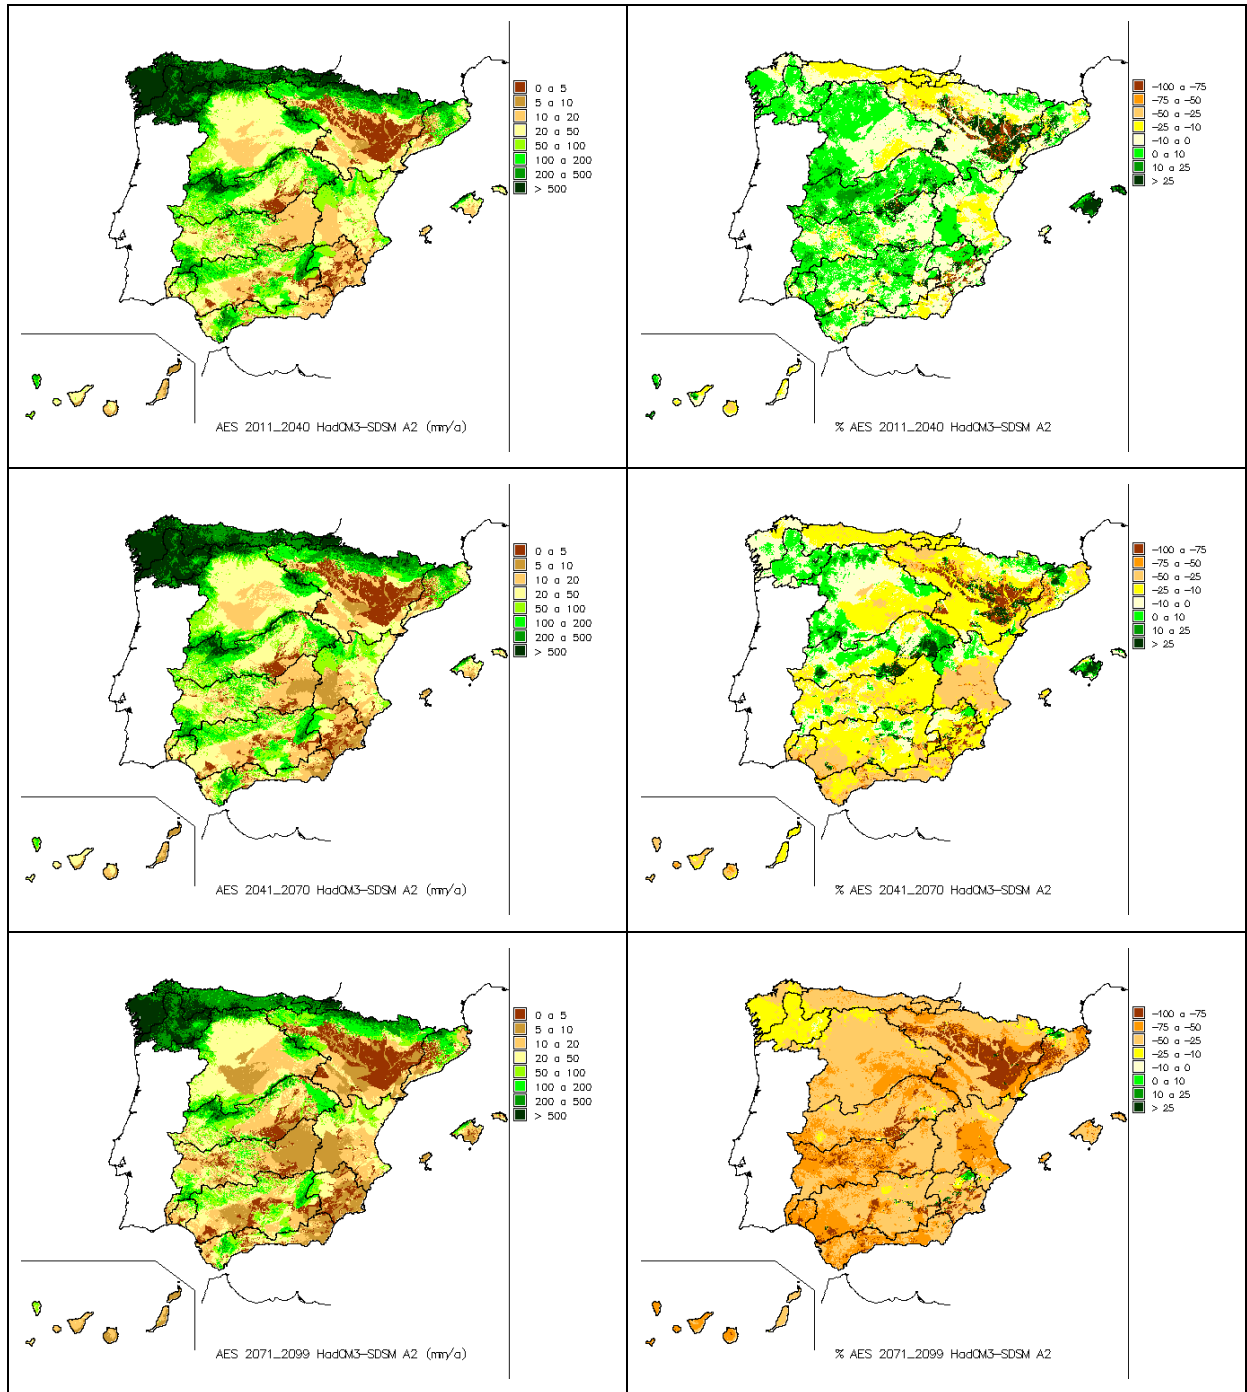 0 a 5
5 a 10
10 a 20
20 a 50
50 a 100
100 a 200
200 a 500
> 500
AES 2011_2040 HadCM3-SDSM A2 (mm/a)
-100 a -75
-75 a -50
-50 a -25
-25 a -10
-10 a 0
0 a 10
10 a 25
> 25
% AES 2011_2040 HadCM3-SDSM A2
0 a 5
5 a 10
10 a 20
20 a 50
50 a 100
100 a 200
200 a 500
> 500
AES 2041_2070 HadCM3-SDSM A2 (mm/a)
-100 a -75
-75 a -50
-50 a -25
-25 a -10
-10 a 0
0 a 10
10 a 25
> 25
% AES 2041_2070 HadCM3-SDSM A2
0 a 5
5 a 10
10 a 20
20 a 50
50 a 100
100 a 200
200 a 500
> 500
AES 2071_2099 HadCM3-SDSM A2 (mm/a)
-100 a -75
-75 a -50
-50 a -25
-25 a -10
-10 a 0
0 a 10
10 a 25
> 25
% AES 2071_2099 HadCM3-SDSM A2